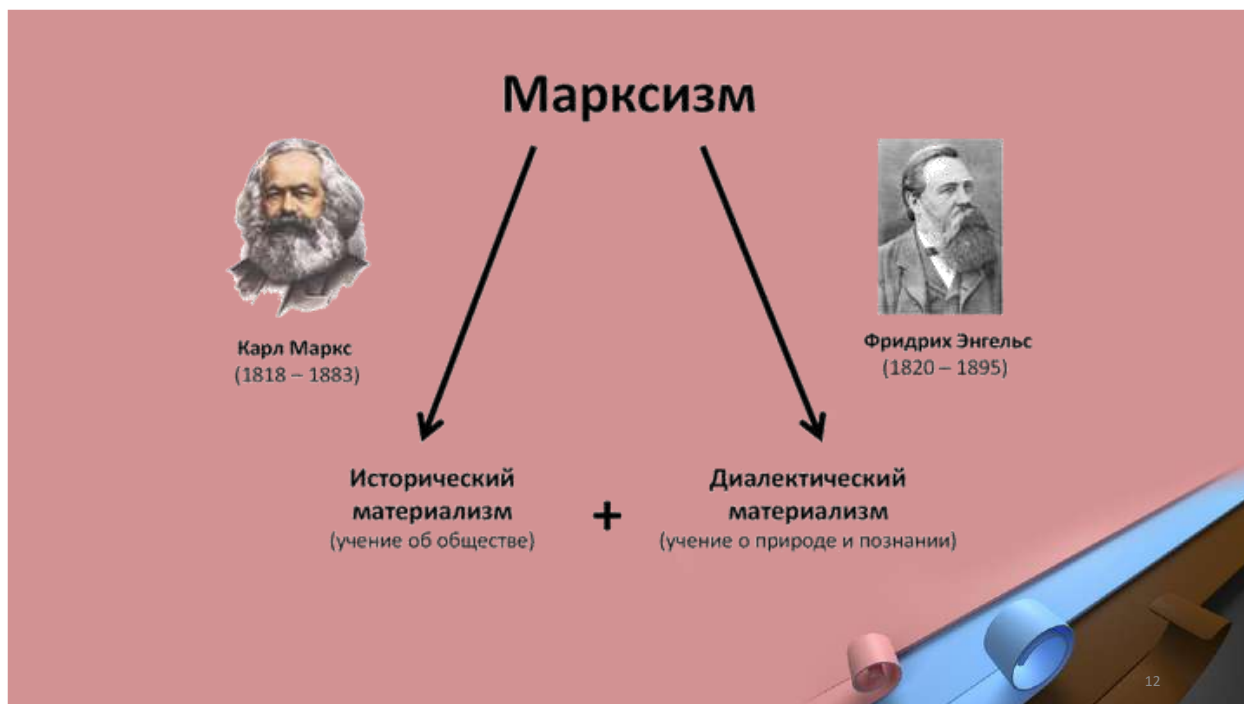 Марксизм
Карл Маркс
(1818 – 1883)
Фридрих Энгельс
(1820 – 1895)
Исторический
материализм
(учение об обществе)
+
Диалектический
материализм
(учение о природе и познании)
12